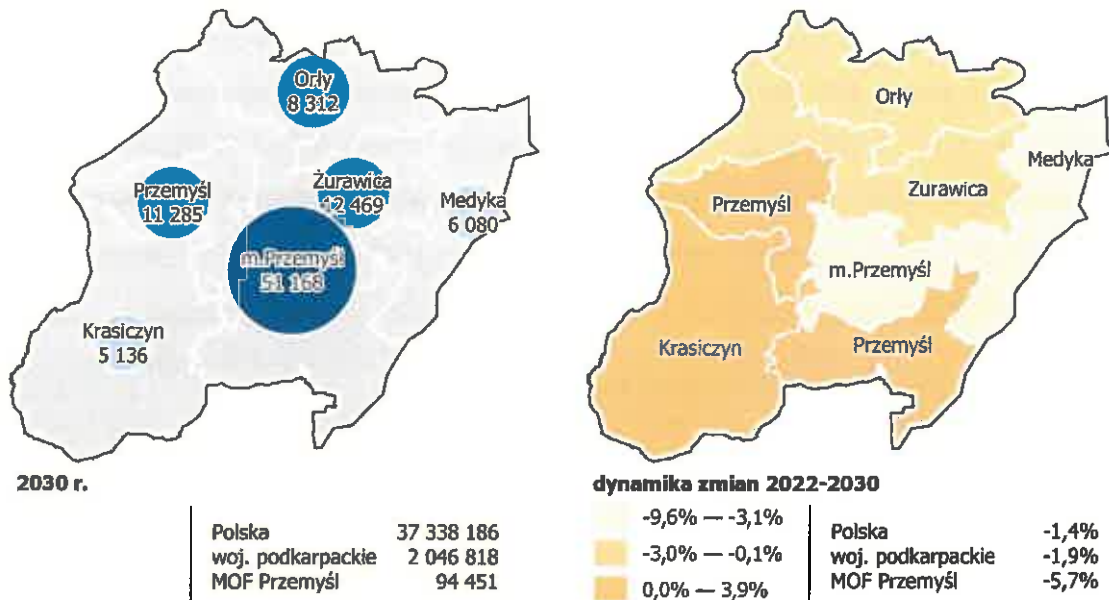 Orły
8 312
Przemyśl
11 285
Żurawica
12 469
Medyka
6 080
m.Przemyśl
51 168
Krasiczyn
5 136
2030 r.
Polska 37 338 186
woj. podkarpackie 2 046 818
MOF Przemyśl 94 451
Orły
Medyka
Żurawica
Przemyśl
m.Przemyśl
Krasiczyn
Przemyśl
dynamika zmian 2022-2030
-9,6% — -3,1%
-3,0% — -0,1%
0,0% — 3,9%
Polska -1,4%
woj. podkarpackie -1,9%
MOF Przemyśl -5,7%